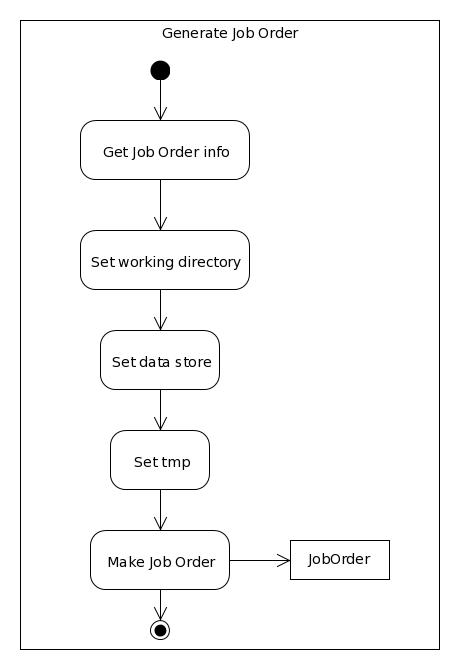 Generate Job Order
Get Job Order info
Set working directory
Set data store
Set tmp
Make Job Order
JobOrder